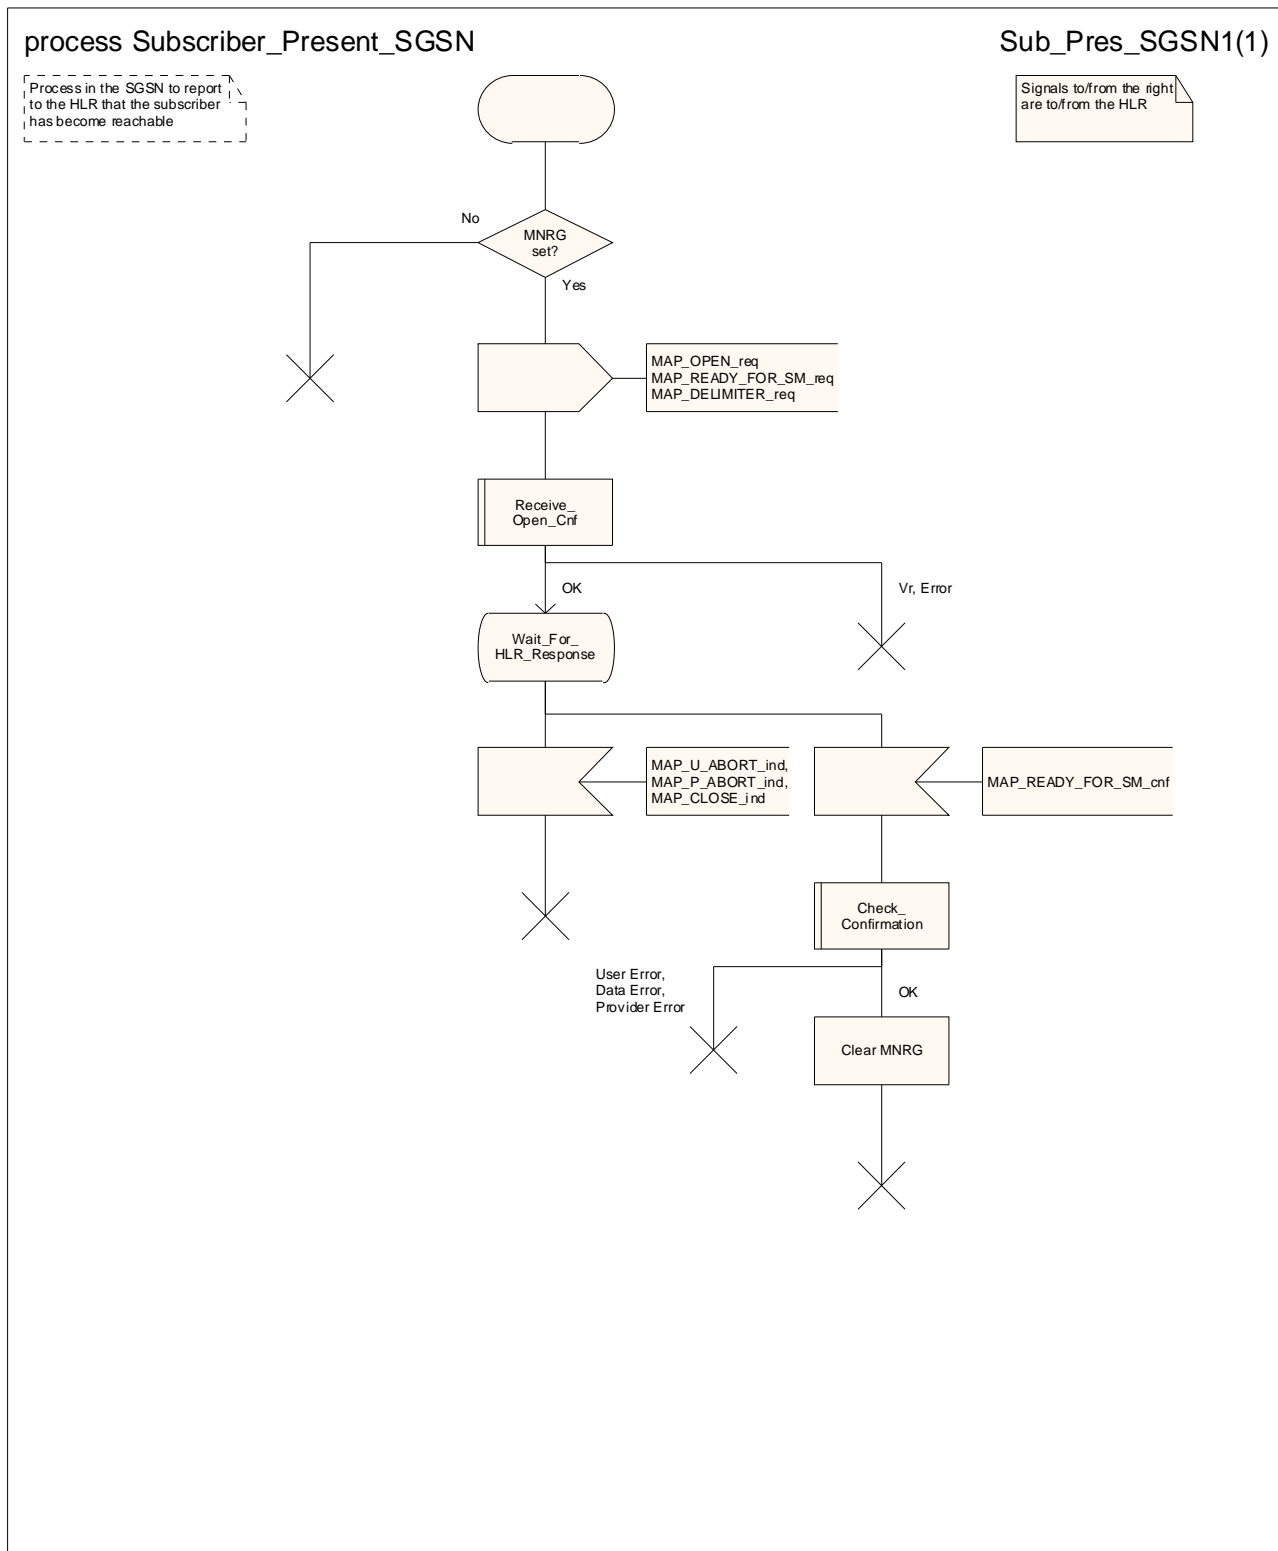 process Subscriber_Present_SGSN
Sub_Pres_SGSN1(1)
Process in the SGSN to report
to the HLR that the subscriber
has become reachable
Signals to/from the right
are to/from the HLR
No
MNRG
set?
Yes
MAP_OPEN_req
MAP_READY_FOR_SM_req
MAP_DELIMITER_req
Receive_
Open_Cnf
OK
Vr, Error
Wait_For_
HLR_Response
MAP_U_ABORT_ind,
MAP_P_ABORT_ind,
MAP_CLOSE_ind
MAP_READY_FOR_SM_cnf
Check_
Confirmation
User Error,
Data Error,
Provider Error
OK
Clear MNRG